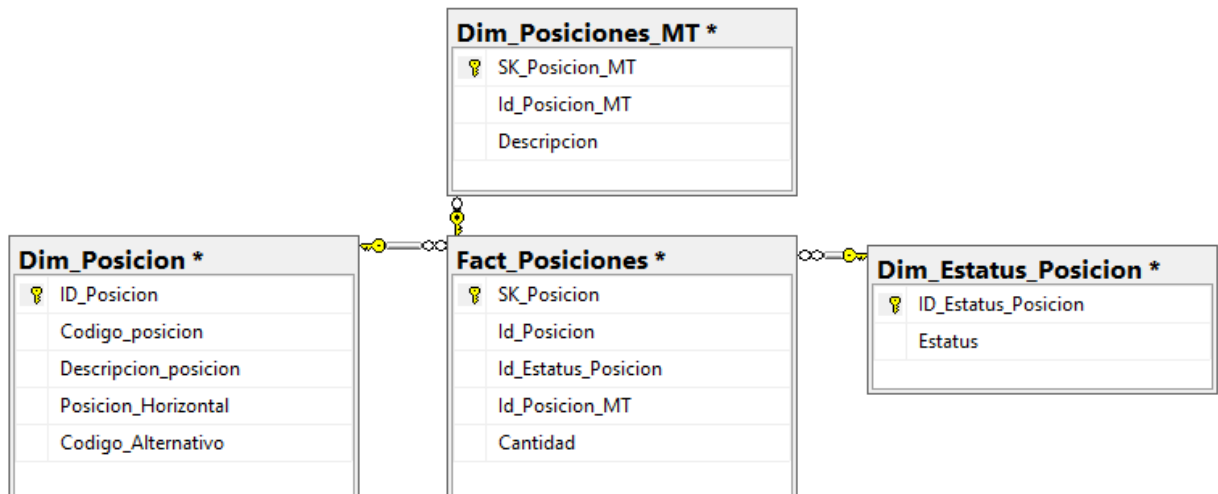 Dim_Posiciones_MT *
SK_Posicion_MT
Id_Posicion_MT
Descripcion
Dim_Posicion *
ID_Posicion
Codigo_posicion
Descripcion_posicion
Posicion_Horizontal
Codigo_Alternativo
Fact_Posiciones *
SK_Posicion
Id_Posicion
Id_Estatus_Posicion
Id_Posicion_MT
Cantidad
Dim_Estatus_Posicion *
ID_Estatus_Posicion
Estatus